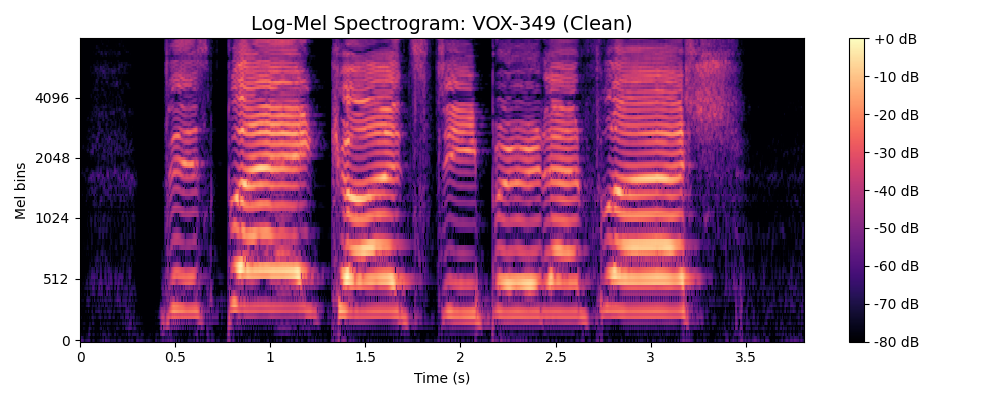 Log-Mel Spectrogram: VOX-349 (Clean)
Mel bins
4096
2048
1024
512
0
0 0.5 1 1.5 2 2.5 3 3.5
Time (s)
+0 dB
-10 dB
-20 dB
-30 dB
-40 dB
-50 dB
-60 dB
-70 dB
-80 dB